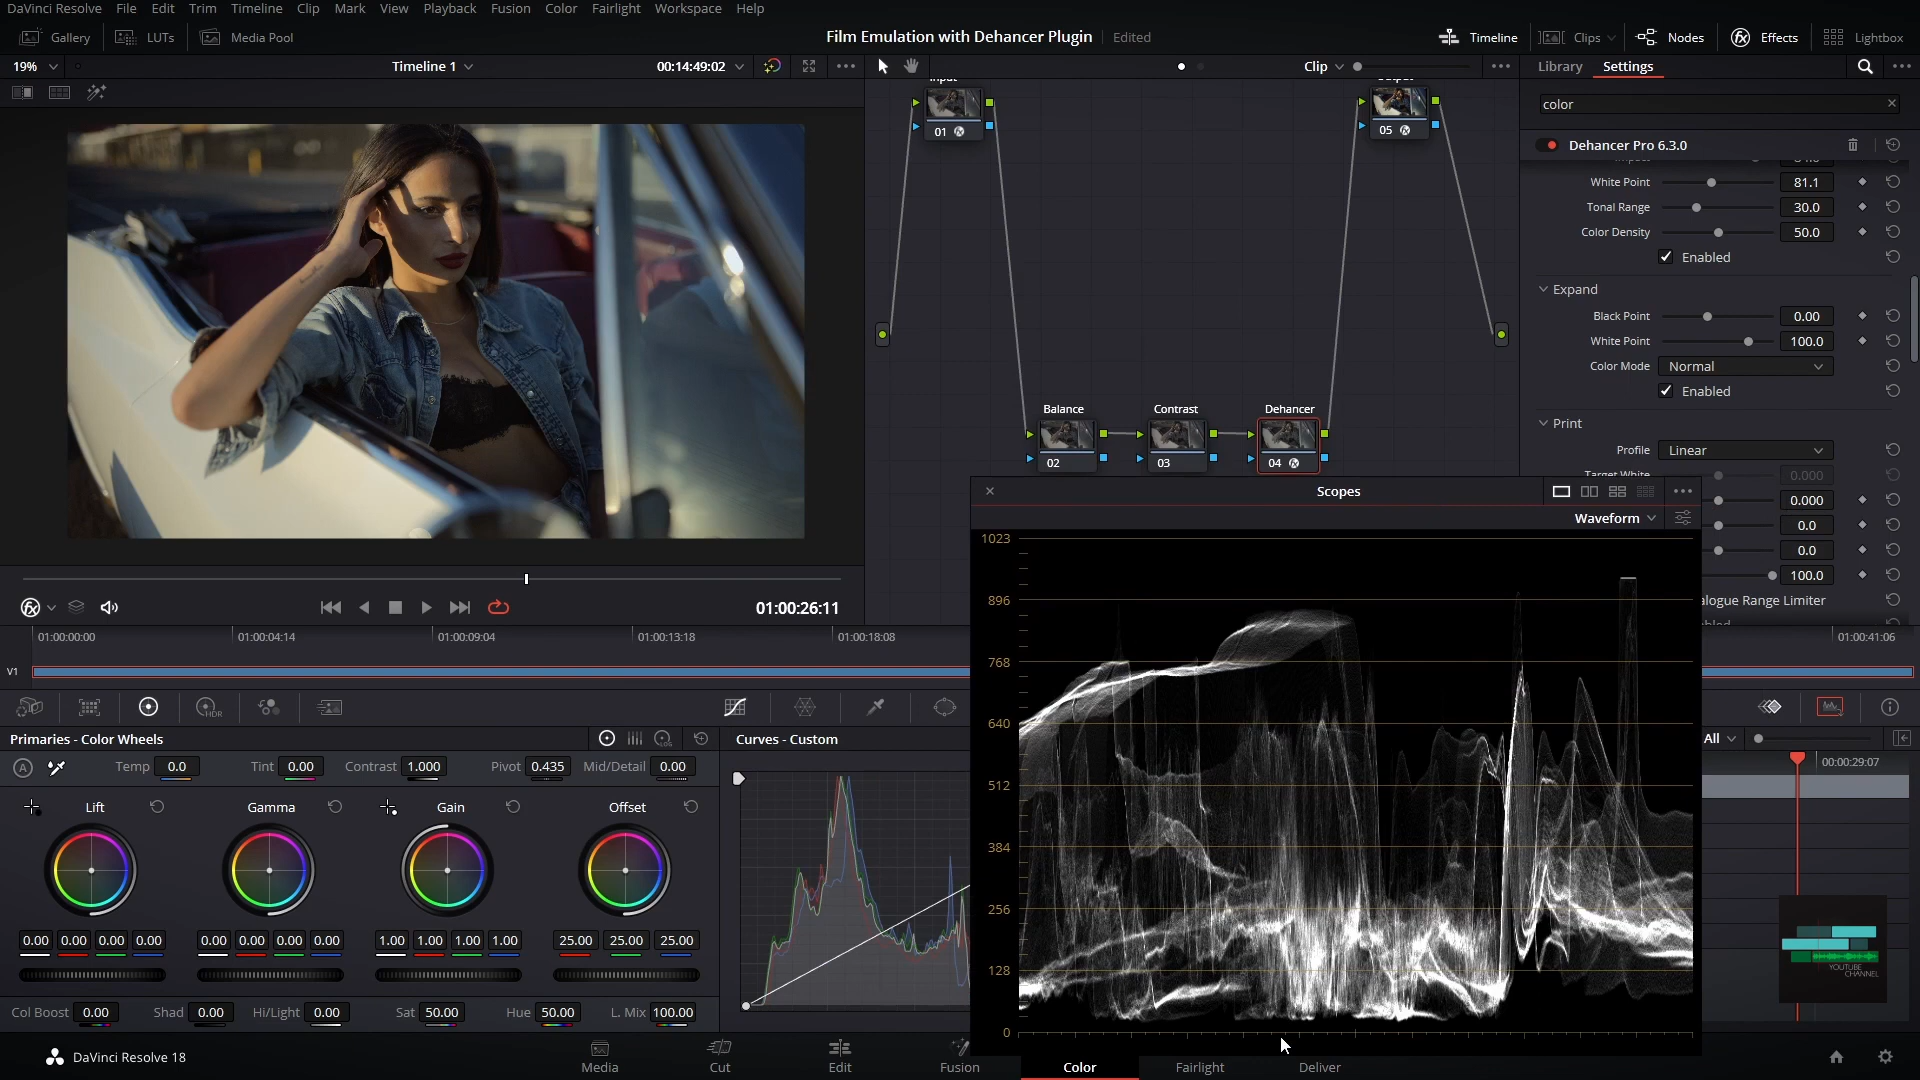 DaVinci Resolve File Edit Trim Timeline Clip Mark View Playback Fusion Color Fairlight Workspace Help
Gallery LUTs Media Pool
Film Emulation with Dehancer Plugin Edited
Timeline Clips Nodes Effects Lightbox
19% Timeline 1 00:14:49:02
Clip
Library Settings
color
Dehancer Pro 6.3.0
White Point 81.1
Tonal Range 30.0
Color Density 50.0
Enabled
Expand
Black Point 0.00
White Point 100.0
Color Mode Normal
Enabled
Print
Profile Linear
0.000
0.000
0.0
0.0
100.0
alogue Range Limiter
01
05
Balance Contrast Dehancer
02 03 04
01:00:26:11
01:00:00:00 01:00:04:14 01:00:09:04 01:00:13:18 01:00:18:08 01:00:41:06
V1
HDR
Primaries - Color Wheels
LOG
Temp 0.0 Tint 0.00 Contrast 1.000 Pivot 0.435 Mid/Detail 0.00
Lift Gamma Gain Offset
0.00 0.00 0.00 0.00 0.00 0.00 0.00 0.00 1.00 1.00 1.00 1.00 25.00 25.00 25.00
Col Boost 0.00 Shad 0.00 Hi/Light 0.00 Sat 50.00 Hue 50.00 L. Mix 100.00
Curves - Custom
Scopes
Waveform
1023
896
768
640
512
384
256
128
0
All
00:00:29:07
YOUTUBE
CHANNEL
DaVinci Resolve 18
Media Cut Edit Fusion Color Fairlight Deliver